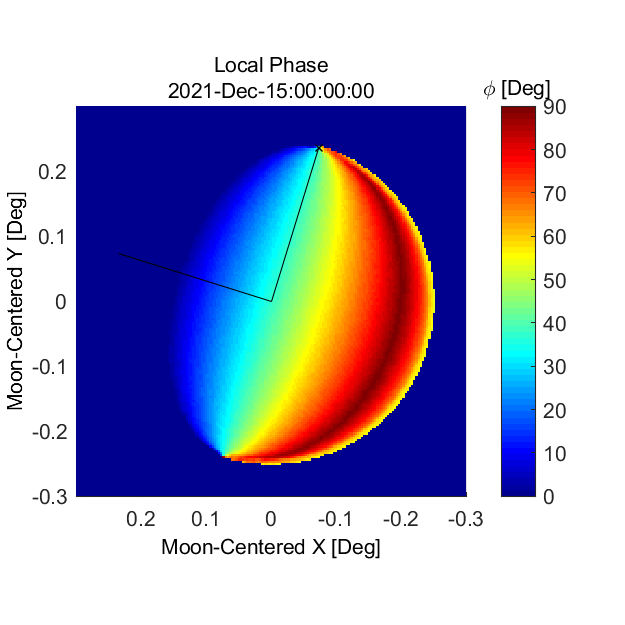 Local Phase
2021-Dec-15:00:00:00
ϕ [Deg]
90
80
70
60
50
40
30
20
10
0
Moon-Centered Y [Deg]
0.2
0.1
0
-0.1
-0.2
-0.3
0.2 0.1 0 -0.1 -0.2 -0.3
Moon-Centered X [Deg]